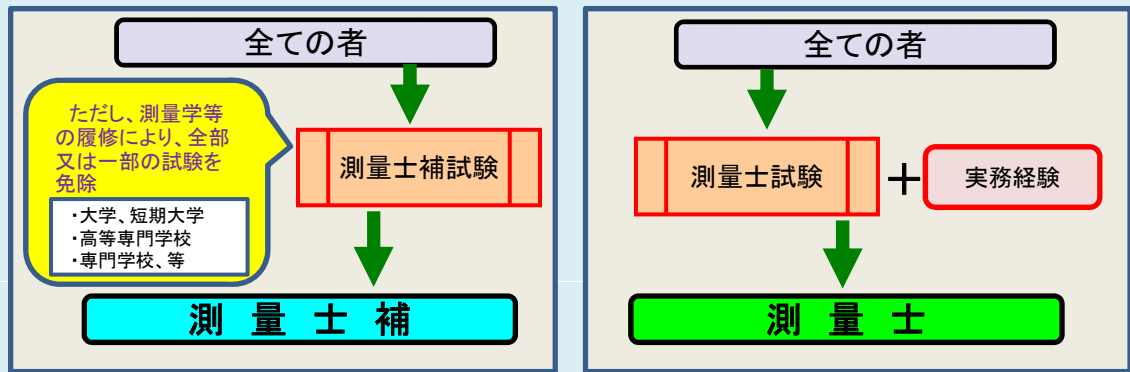 全ての者
ただし、測量学等
の履修により、全部
又は一部の試験を
免除
・大学、短期大学
・高等専門学校
・専門学校、等
測量士補試験
測量士補
全ての者
測量士試験
＋
実務経験
測量士